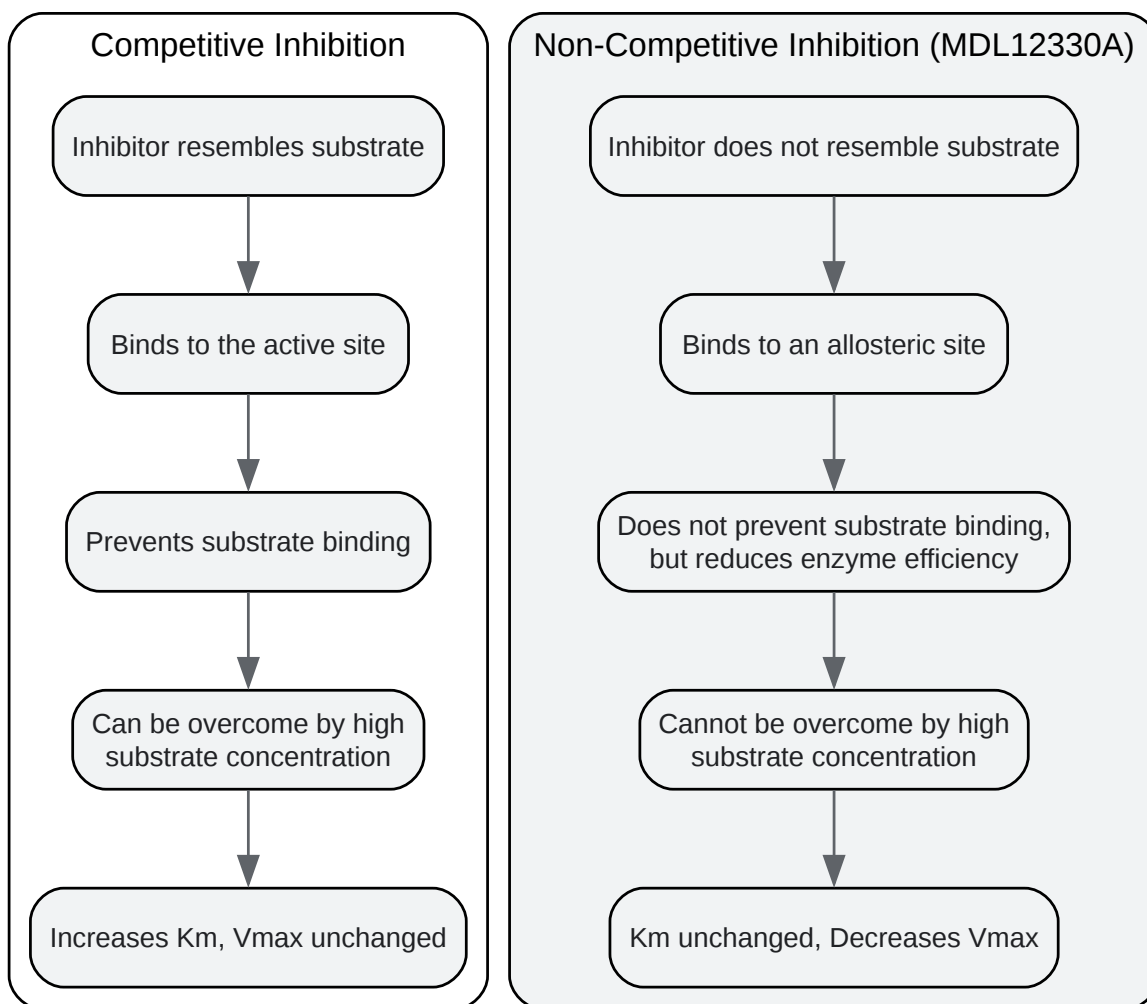 Competitive Inhibition
Inhibitor resembles substrate
Binds to the active site
Prevents substrate binding
Can be overcome by high
substrate concentration
Increases Km, Vmax unchanged
Non-Competitive Inhibition (MDL12330A)
Inhibitor does not resemble substrate
Binds to an allosteric site
Does not prevent substrate binding,
but reduces enzyme efficiency
Cannot be overcome by high
substrate concentration
Km unchanged, Decreases Vmax